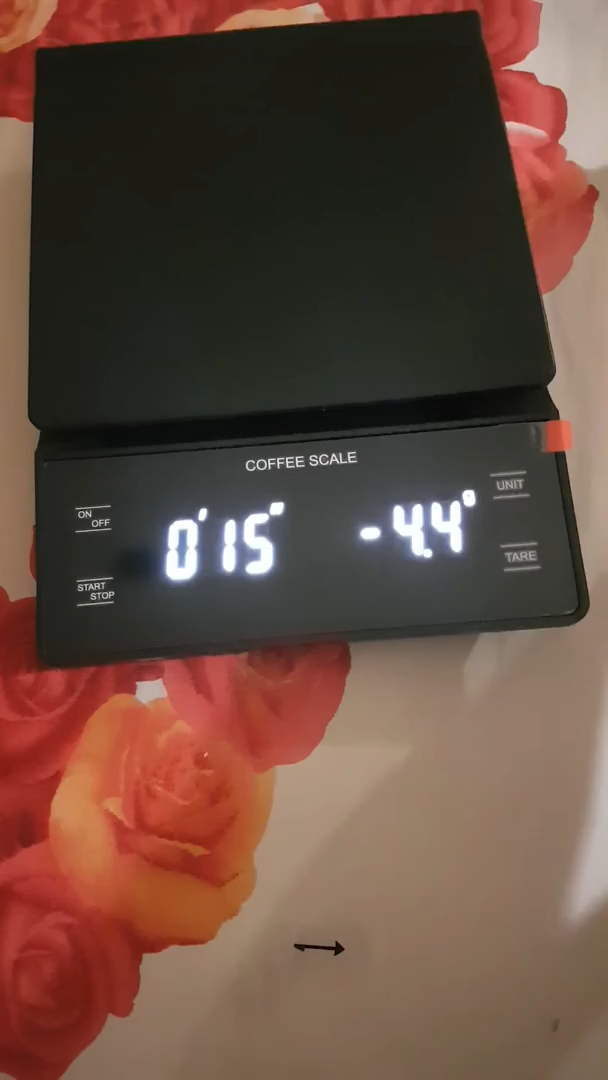 COFFEE SCALE
ON
OFF
START
STOP
0'15"
-4.4g
UNIT
TARE